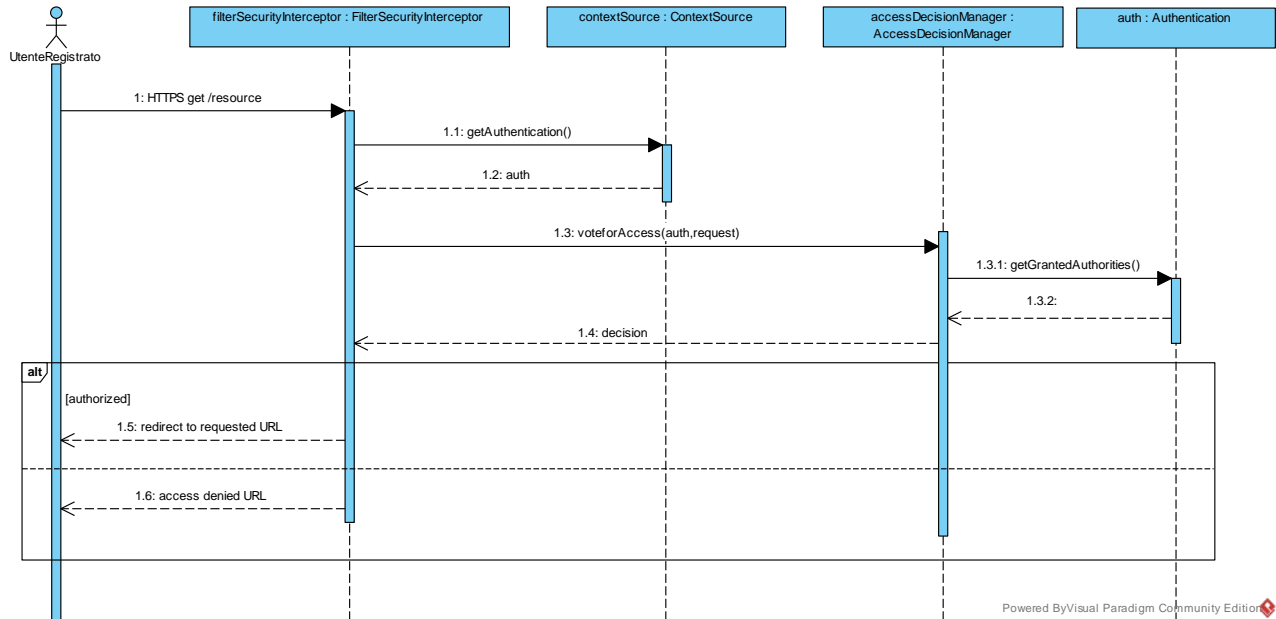 filterSecurityInterceptor : FilterSecurityInterceptor
contextSource : ContextSource
accessDecisionManager :
AccessDecisionManager
auth : Authentication
UtenteRegistrato
1: HTTPS get /resource
1.1: getAuthentication()
1.2: auth
1.3: voteforAccess(auth,request)
1.3.1: getGrantedAuthorities()
1.3.2:
1.4: decision
alt
[authorized]
1.5: redirect to requested URL
1.6: access denied URL
Powered ByVisual Paradigm Community Edition